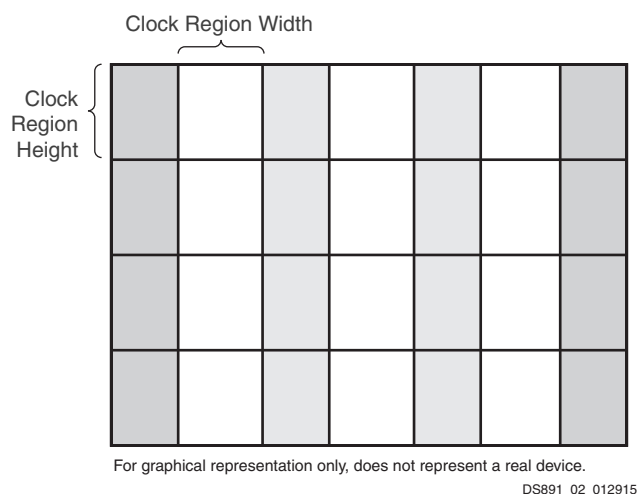 Clock Region Width
Clock
Region
Height
For graphical representation only, does not represent a real device.
DS891_02_012915